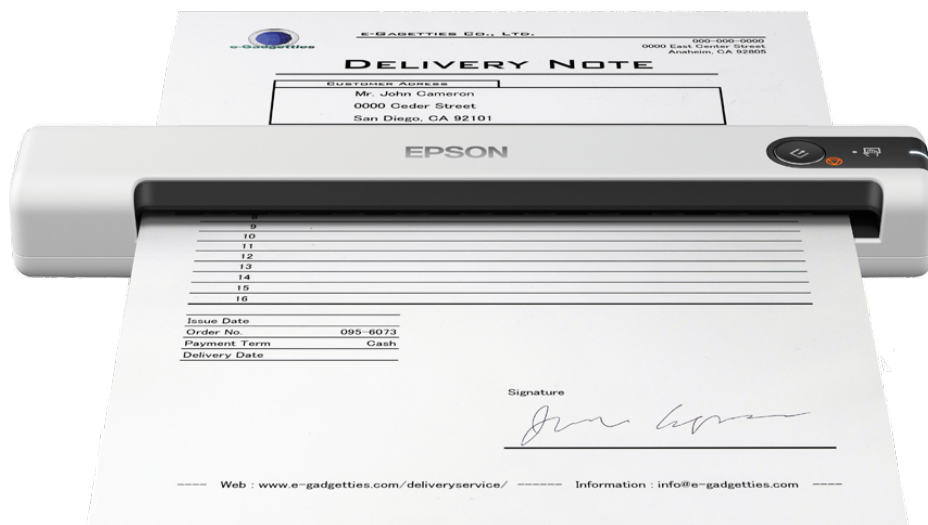 e-Gadgetties
E-GAGETTIES CO., LTD.
000-000-0000
0000 East Center Street
Anaheim, CA 92805
DELIVERY NOTE
CUSTOMER ADRESS
Mr. John Cameron
0000 Ceder Street
San Diego, CA 92101
EPSON
8
9
10
11
12
13
14
15
16
Issue Date
Order No. 095-6073
Payment Term Cash
Delivery Date
Signature
Web : www.e-gadgetties.com/deliveryservice/ Information : info@e-gadgetties.com